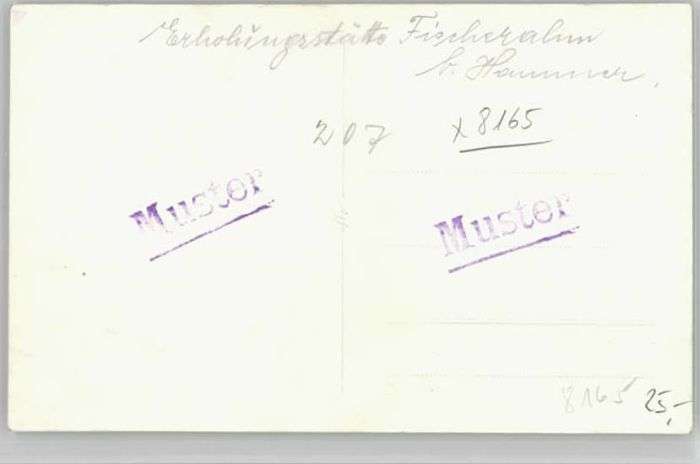 Erholungsstätte Fischeralm
b. Hammer.
207 x 8165
Muster Muster
8165 25,-